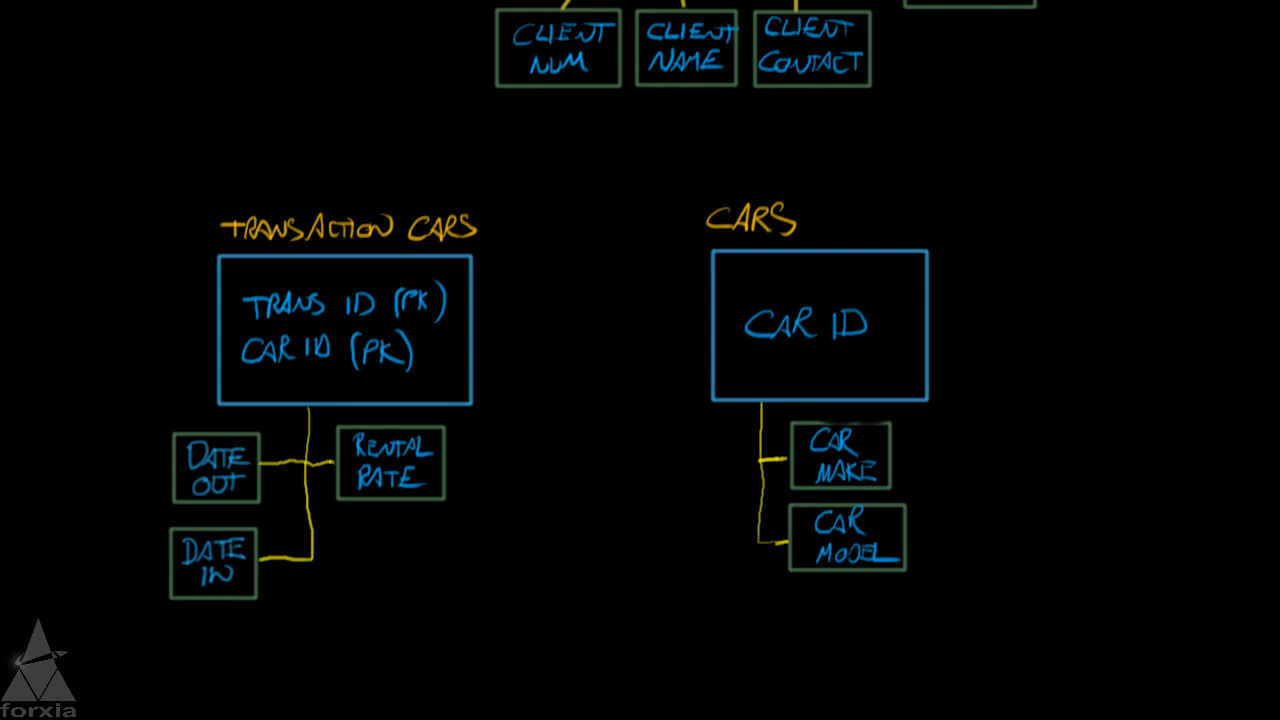 CLIENT
NUM
CLIENT
NAME
CLIENT
CONTACT
TRANSACTION CARS
TRANS ID (PK)
CAR ID (PK)
DATE
OUT
RENTAL
RATE
DATE
IN
CARS
CAR ID
CAR
MAKE
CAR
MODEL
forxia